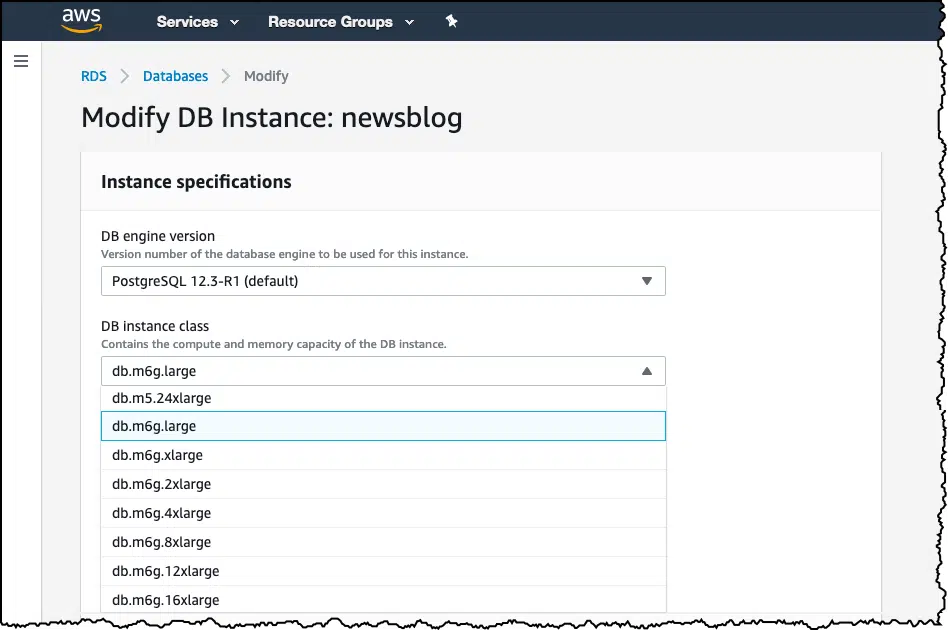 aws Services Resource Groups
RDS Databases Modify
Modify DB Instance: newsblog
Instance specifications
DB engine version
Version number of the database engine to be used for this instance.
PostgreSQL 12.3-R1 (default)
DB instance class
Contains the compute and memory capacity of the DB instance.
db.m6g.large
db.m5.24xlarge
db.m6g.large
db.m6g.xlarge
db.m6g.2xlarge
db.m6g.4xlarge
db.m6g.8xlarge
db.m6g.12xlarge
db.m6g.16xlarge